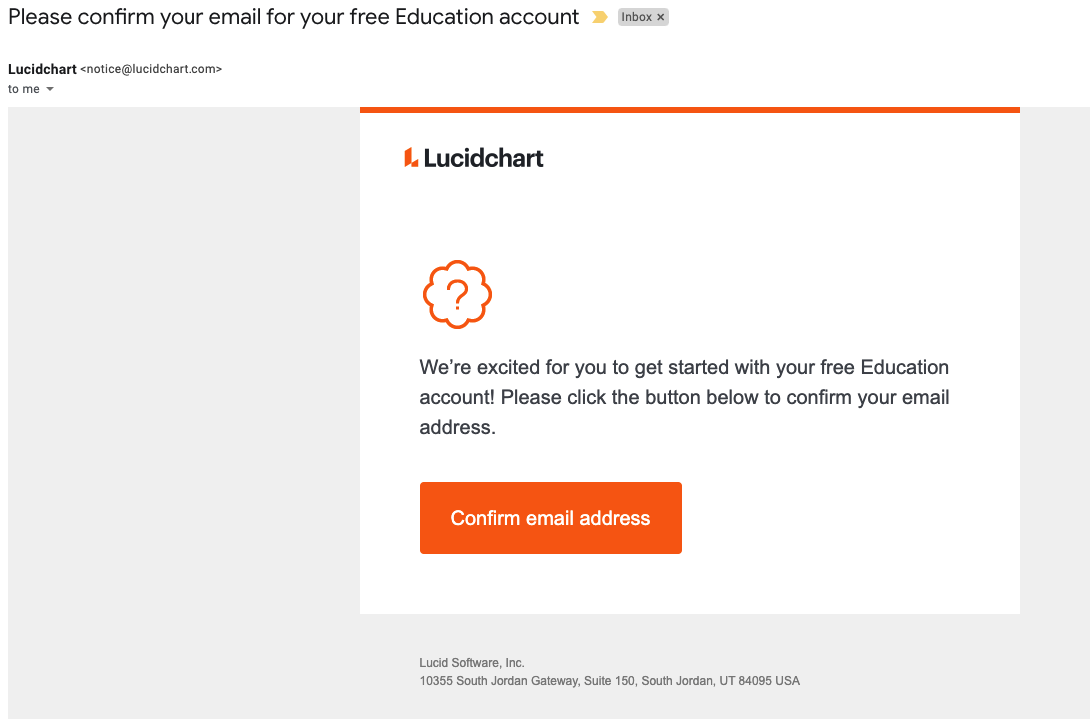 Please confirm your email for your free Education account Inbox ×
Lucidchart <notice@lucidchart.com>
to me
Lucidchart
?
We’re excited for you to get started with your free Education
account! Please click the button below to confirm your email
address.
Confirm email address
Lucid Software, Inc.
10355 South Jordan Gateway, Suite 150, South Jordan, UT 84095 USA